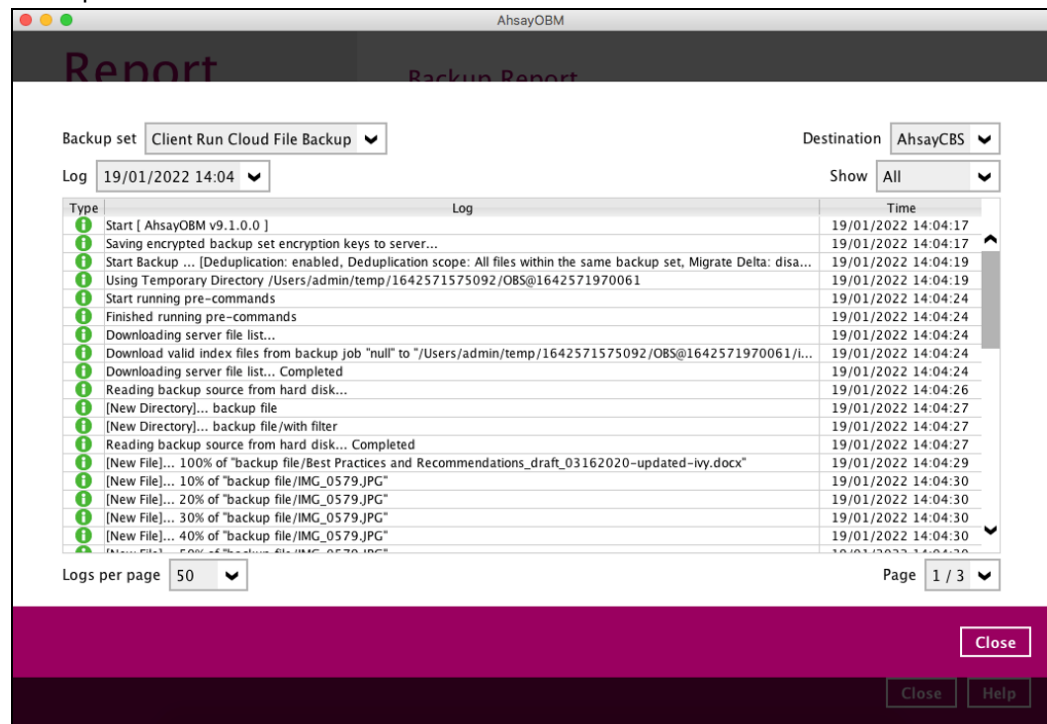 AhsayOBM
Report
Backup Report
Backup set Client Run Cloud File Backup Destination AhsayCBS
Log 19/01/2022 14:04 Show All
Type Log Time
Start [ AhsayOBM v9.1.0.0 ] 19/01/2022 14:04:17
Saving encrypted backup set encryption keys to server... 19/01/2022 14:04:17
Start Backup ... [Deduplication: enabled, Deduplication scope: All files within the same backup set, Migrate Delta: disa... 19/01/2022 14:04:19
Using Temporary Directory /Users/admin/temp/1642571575092/OBS@1642571970061 19/01/2022 14:04:19
Start running pre-commands 19/01/2022 14:04:24
Finished running pre-commands 19/01/2022 14:04:24
Downloading server file list... 19/01/2022 14:04:24
Download valid index files from backup job "null" to "/Users/admin/temp/1642571575092/OBS@1642571970061/i... 19/01/2022 14:04:24
Downloading server file list... Completed 19/01/2022 14:04:24
Reading backup source from hard disk... 19/01/2022 14:04:26
[New Directory]... backup file 19/01/2022 14:04:27
[New Directory]... backup file/with filter 19/01/2022 14:04:27
Reading backup source from hard disk... Completed 19/01/2022 14:04:27
[New File]... 100% of "backup file/Best Practices and Recommendations_draft_03162020-updated-ivy.docx" 19/01/2022 14:04:29
[New File]... 10% of "backup file/IMG_0579.JPG" 19/01/2022 14:04:30
[New File]... 20% of "backup file/IMG_0579.JPG" 19/01/2022 14:04:30
[New File]... 30% of "backup file/IMG_0579.JPG" 19/01/2022 14:04:30
[New File]... 40% of "backup file/IMG_0579.JPG" 19/01/2022 14:04:30
[New File]... 50% of "backup file/IMG_0579.JPG" 19/01/2022 14:04:30
Logs per page 50 Page 1 / 3
Close
Close Help